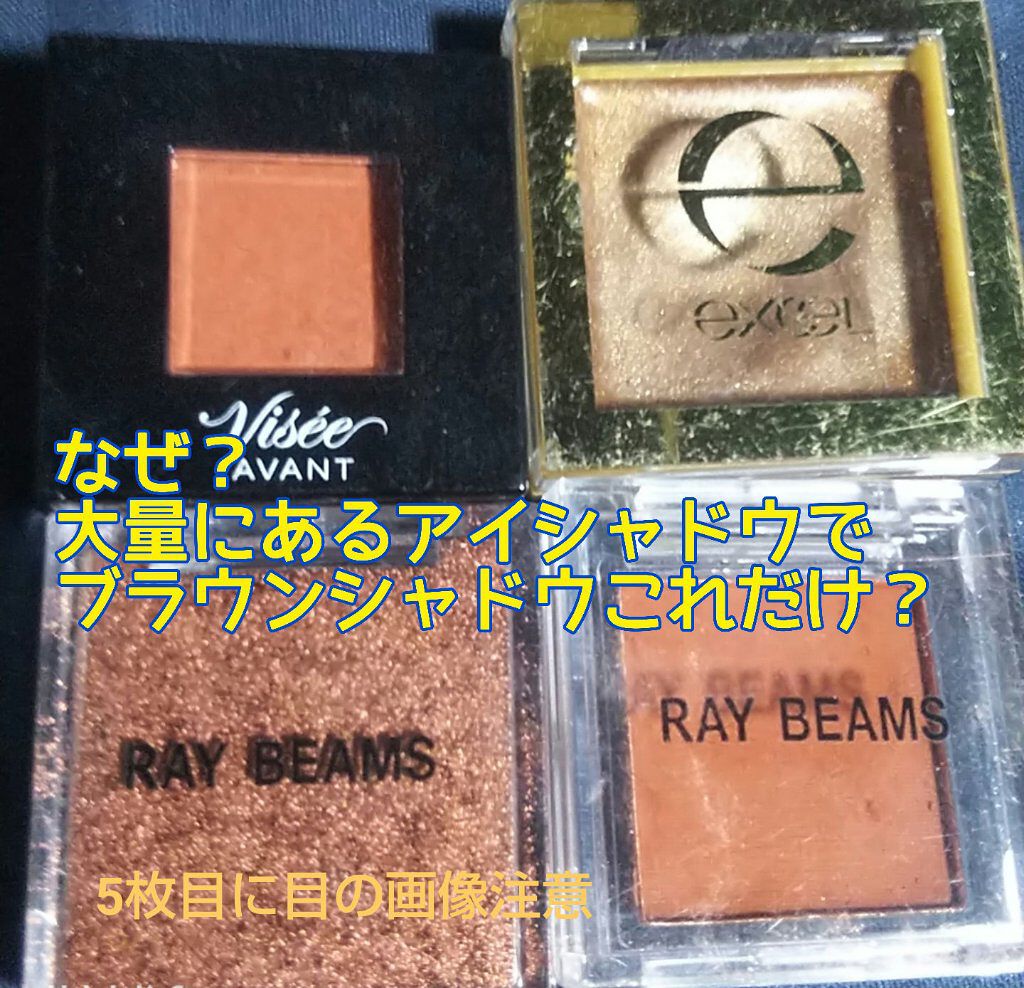 Visée
AVANT
e
excel
なぜ？
大量にあるアイシャドウで
ブラウンシャドウこれだけ？
RAY BEAMS
RAY BEAMS
5枚目に目の画像注意